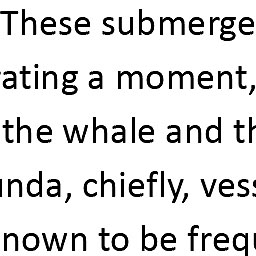 These submerge
rating a moment,
the whale and th
unda, chiefly, vess
nown to be frequ